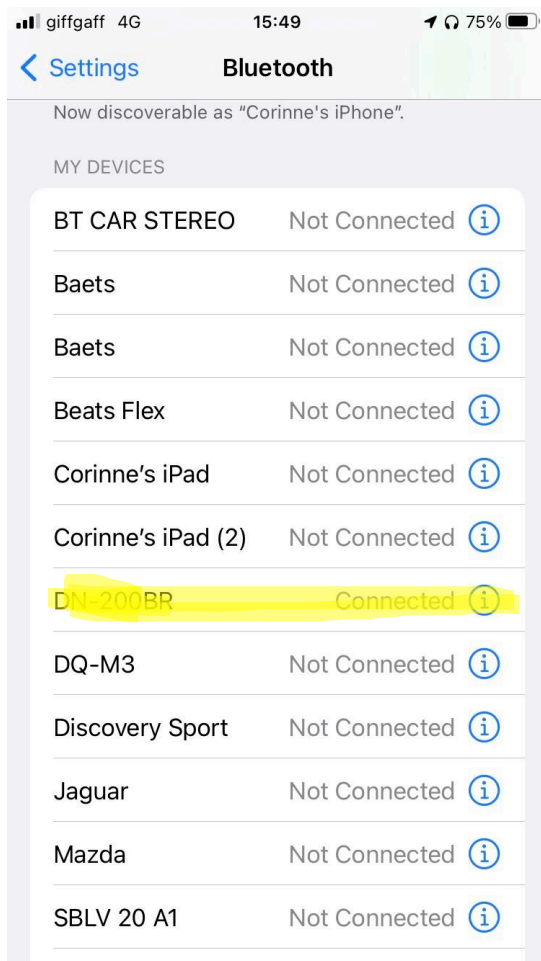 giffgaff 4G 15:49 75%
Settings Bluetooth
Now discoverable as “Corinne's iPhone”.
MY DEVICES
BT CAR STEREO Not Connected
Baets Not Connected
Baets Not Connected
Beats Flex Not Connected
Corinne’s iPad Not Connected
Corinne’s iPad (2) Not Connected
DN-200BR Connected
DQ-M3 Not Connected
Discovery Sport Not Connected
Jaguar Not Connected
Mazda Not Connected
SBLV 20 A1 Not Connected